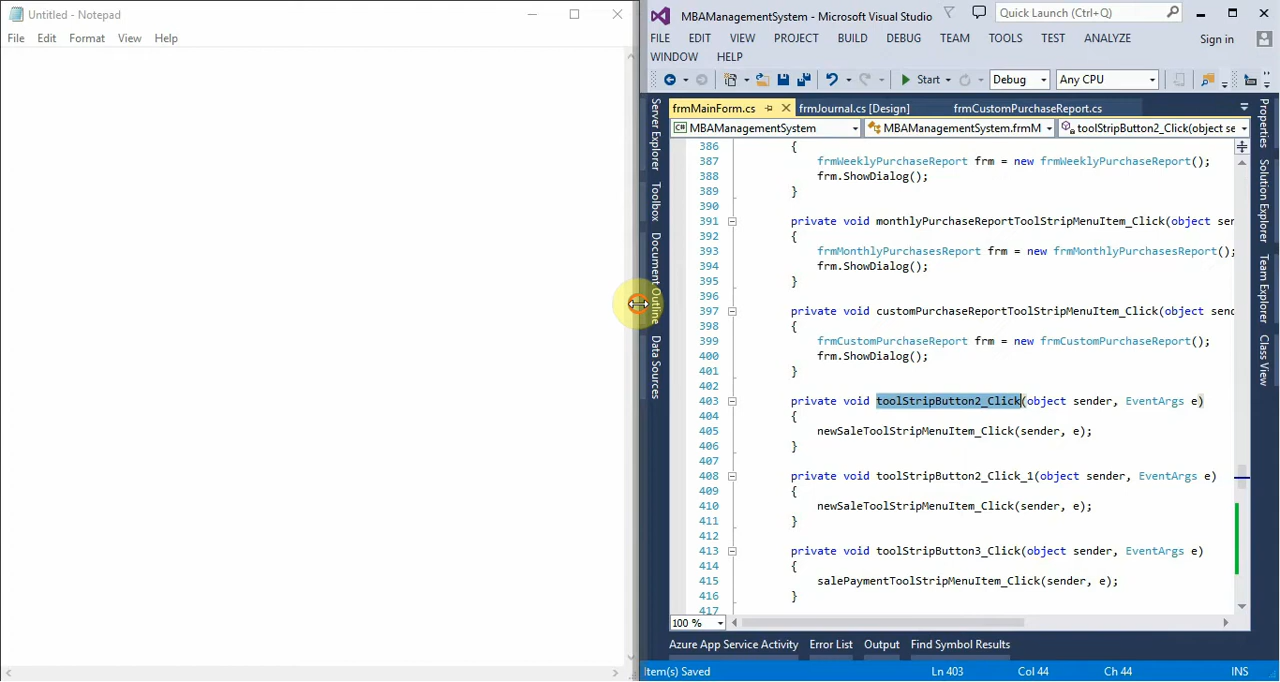 Untitled - Notepad
File Edit Format View Help
MBAManagementSystem - Microsoft Visual Studio
Quick Launch (Ctrl+Q)
FILE EDIT VIEW PROJECT BUILD DEBUG TEAM TOOLS TEST ANALYZE
Sign in
WINDOW HELP
Start Debug Any CPU
frmMainForm.cs frmJournal.cs [Design] frmCustomPurchaseReport.cs
MBAManagementSystem MBAManagementSystem.frmM toolStripButton2_Click(object se
386 {
387 frmWeeklyPurchaseReport frm = new frmWeeklyPurchaseReport();
388 frm.ShowDialog();
389 }
390
391 private void monthlyPurchaseReportToolStripMenuItem_Click(object sen
392 {
393 frmMonthlyPurchasesReport frm = new frmMonthlyPurchasesReport();
394 frm.ShowDialog();
395 }
396
397 private void customPurchaseReportToolStripMenuItem_Click(object send
398 {
399 frmCustomPurchaseReport frm = new frmCustomPurchaseReport();
400 frm.ShowDialog();
401 }
402
403 private void toolStripButton2_Click(object sender, EventArgs e)
404 {
405 newSaleToolStripMenuItem_Click(sender, e);
406 }
407
408 private void toolStripButton2_Click_1(object sender, EventArgs e)
409 {
410 newSaleToolStripMenuItem_Click(sender, e);
411 }
412
413 private void toolStripButton3_Click(object sender, EventArgs e)
414 {
415 salePaymentToolStripMenuItem_Click(sender, e);
416 }
417
100 %
Server Explorer
Toolbox
Document Outline
Data Sources
Properties
Solution Explorer
Team Explorer
Class View
Azure App Service Activity Error List Output Find Symbol Results
Item(s) Saved Ln 403 Col 44 Ch 44 INS